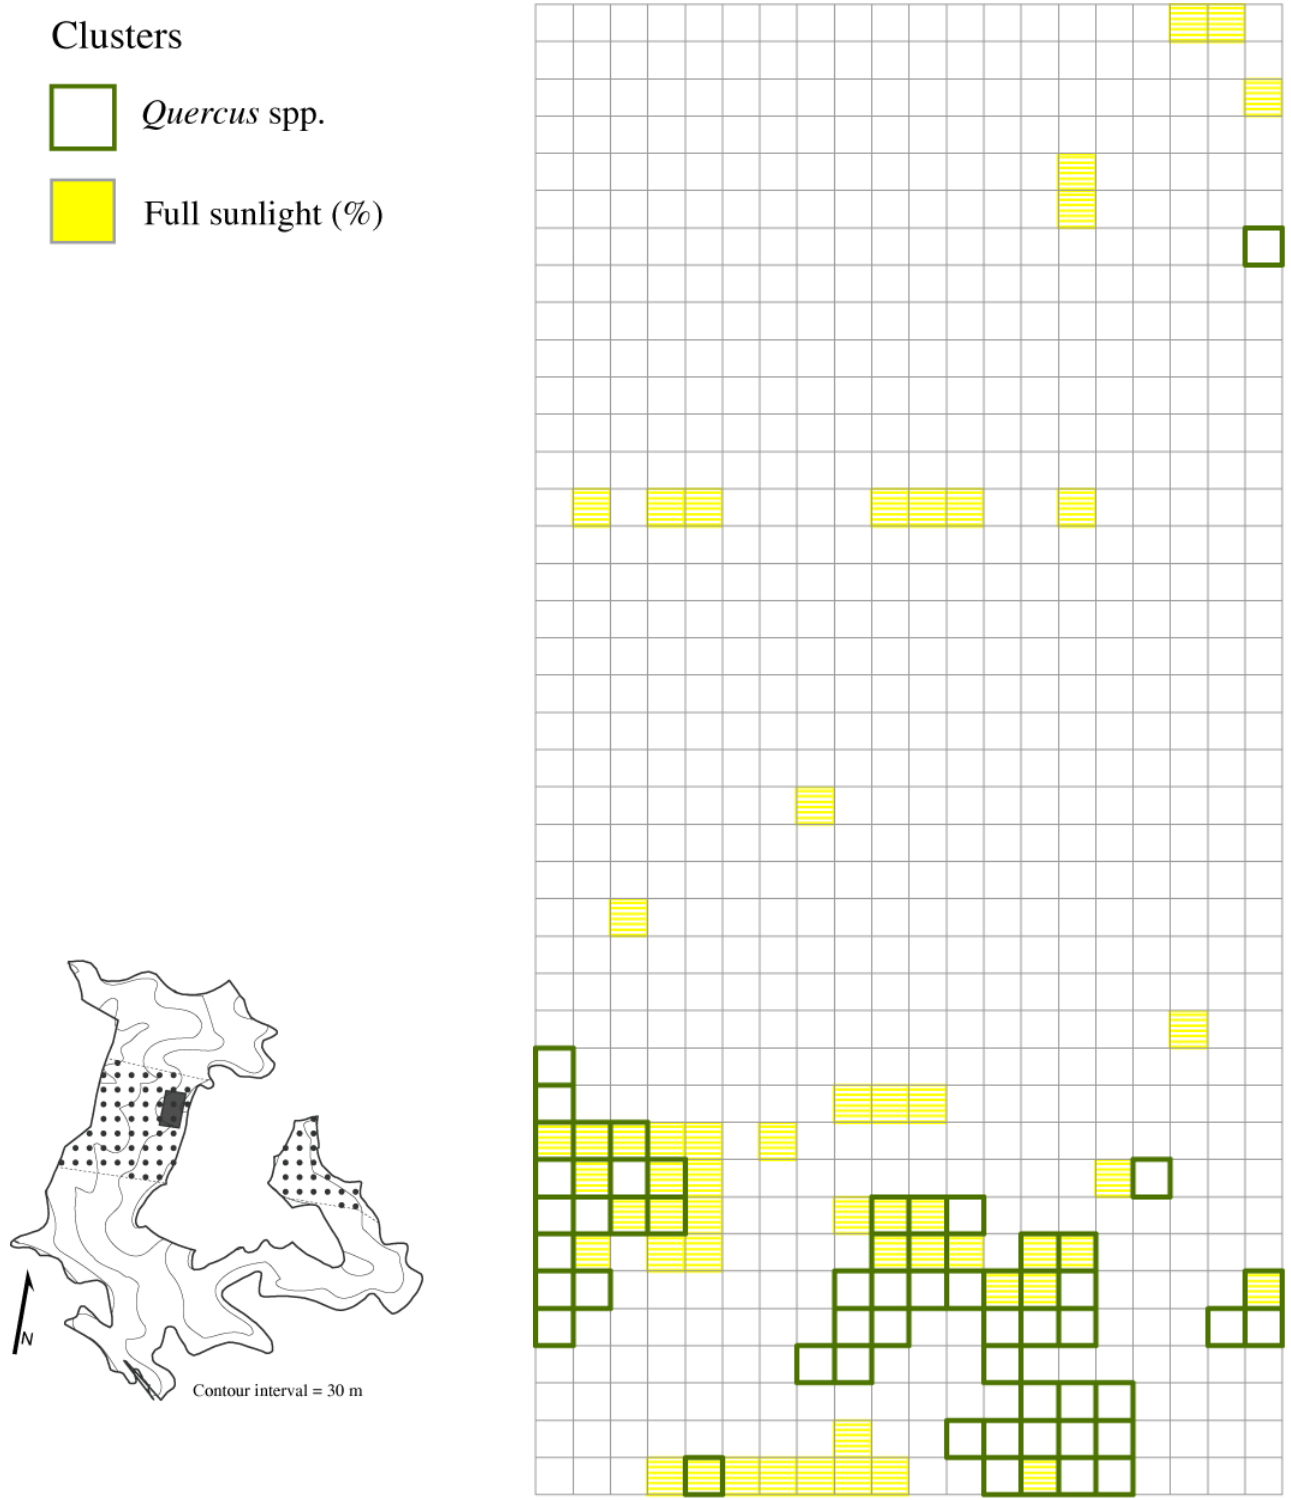 Clusters
Quercus spp.
Full sunlight (%)
N
Contour interval = 30 m